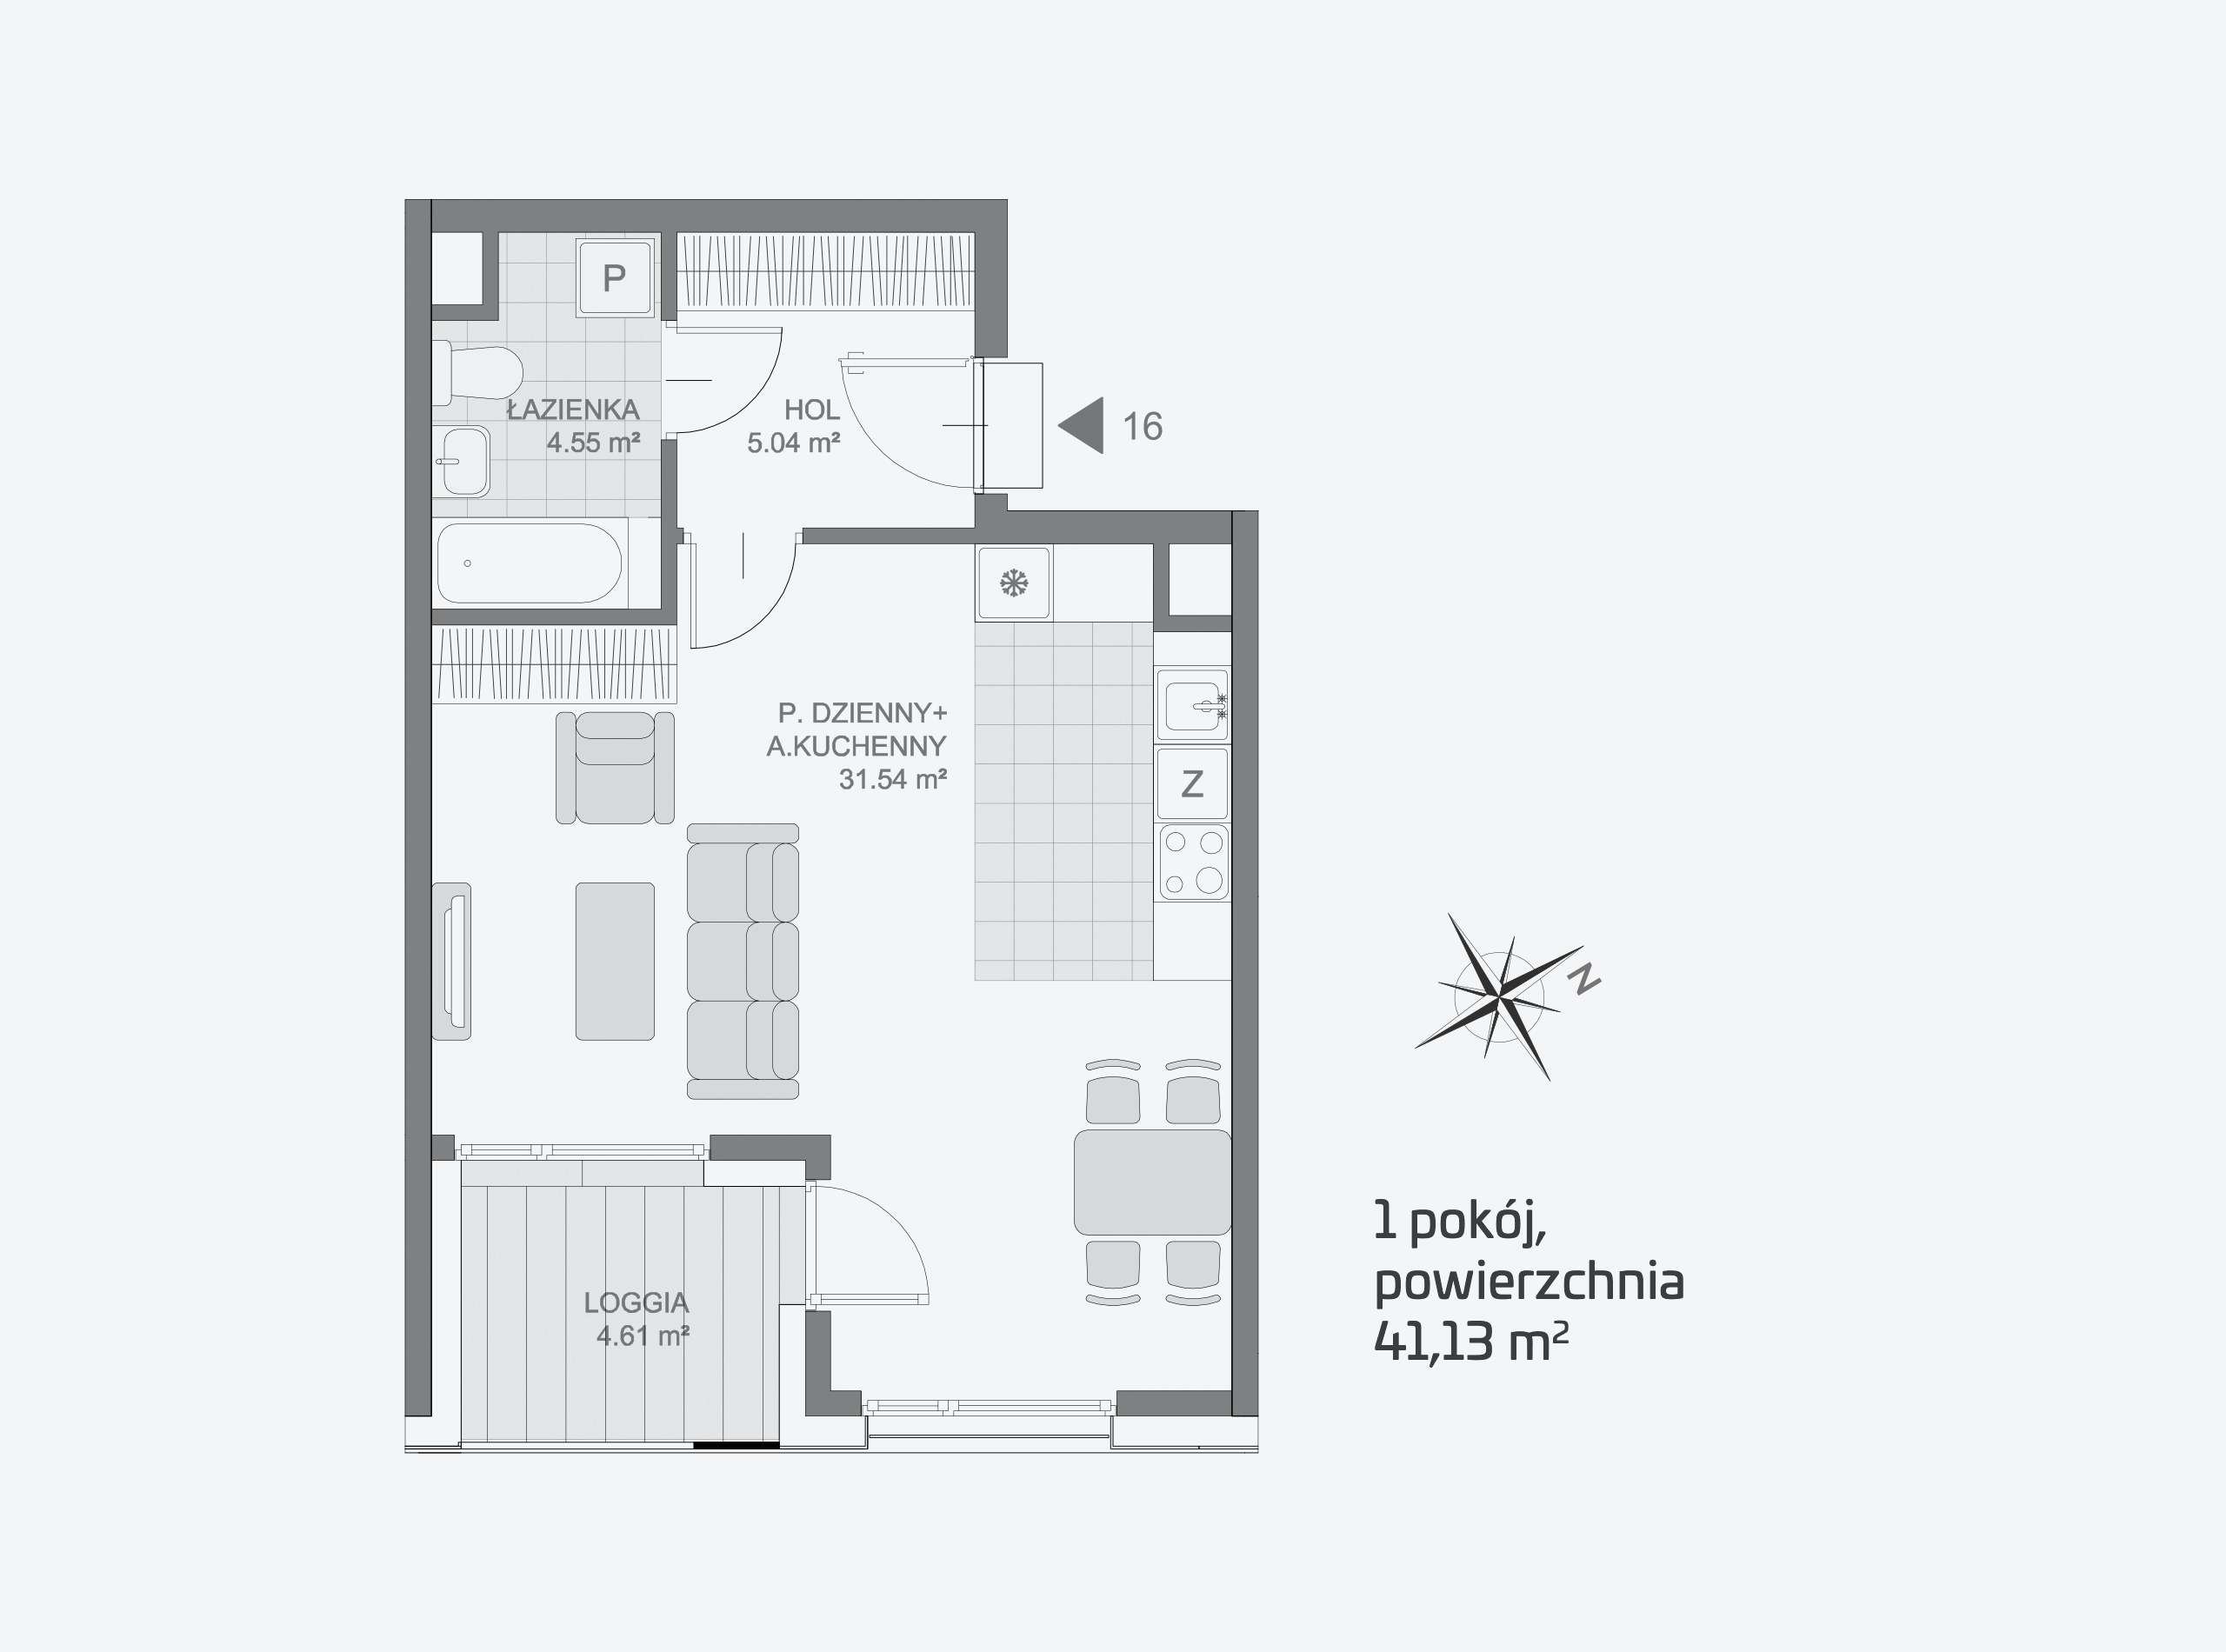 P
ŁAZIENKA
4.55 m²
HOL
5.04 m²
16
P. DZIENNY+
A.KUCHENNY
31.54 m²
Z
N
LOGGIA
4.61 m²
1 pokój,
powierzchnia
41,13 m²